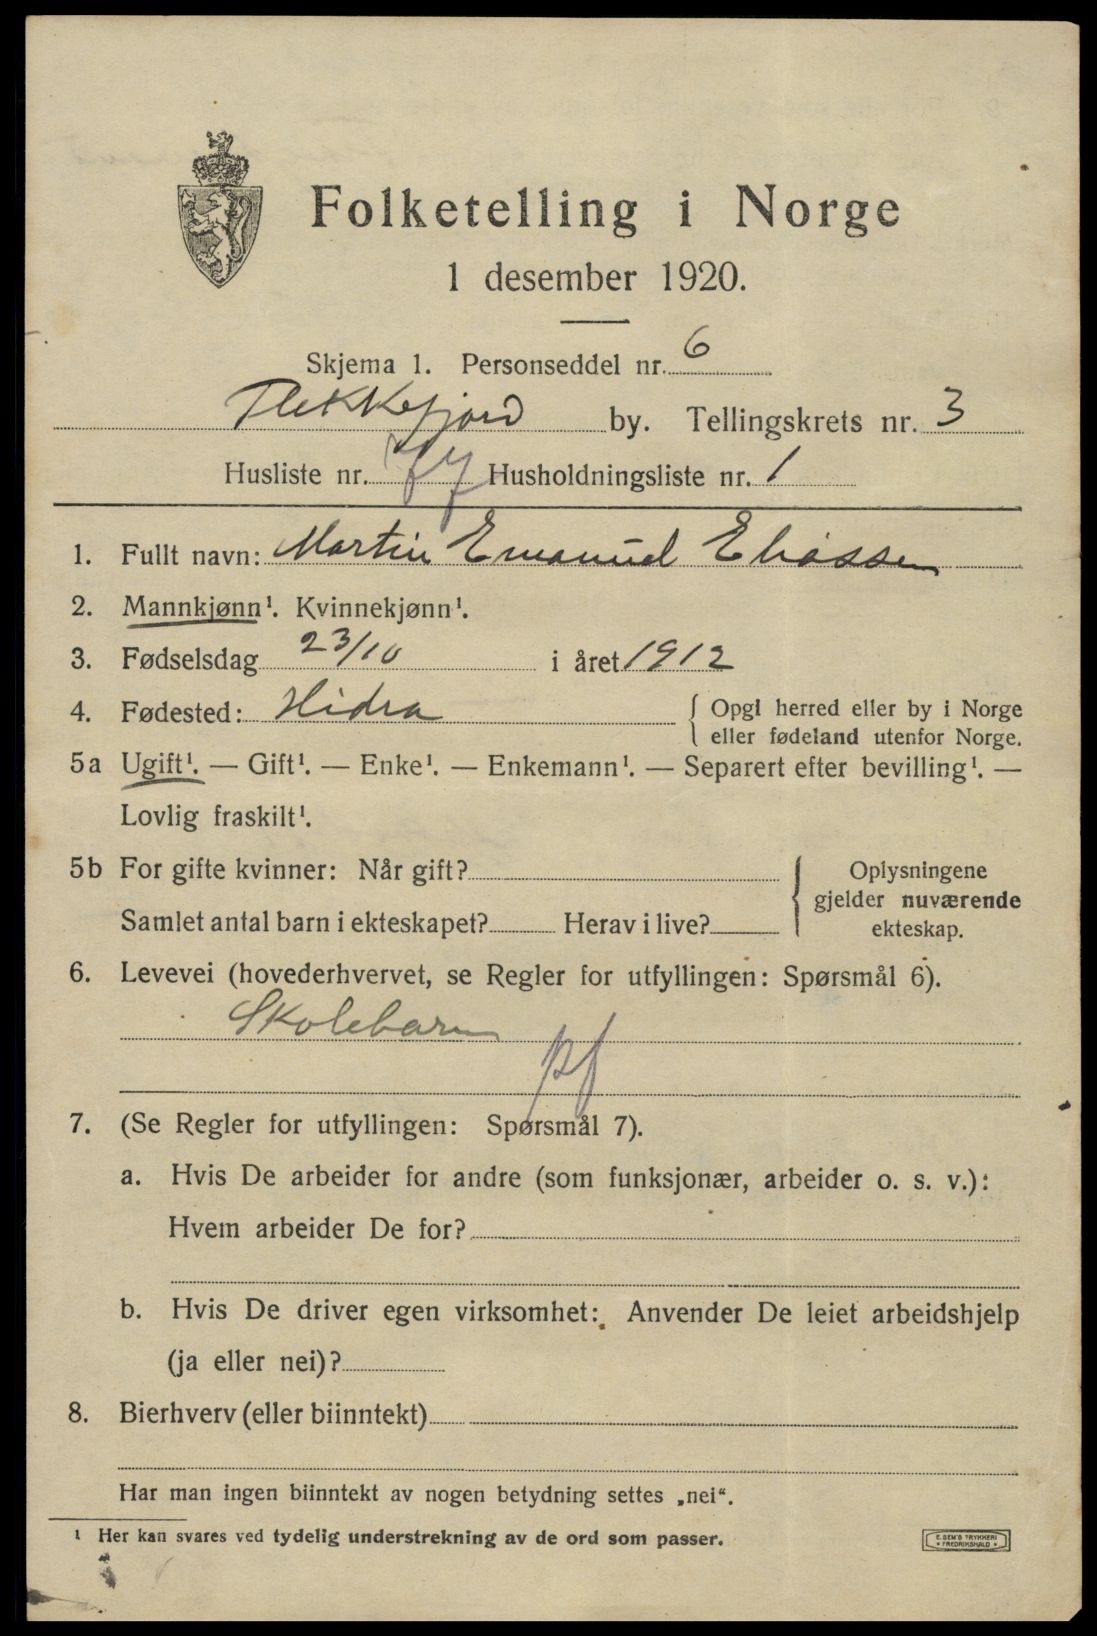 Folketelling i Norge
1 desember 1920.
Skjema 1. Personseddel nr. 6
Flekkefjord by. Tellingskrets nr. 3
Husliste nr. 77 Husholdningsliste nr. 1
1. Fullt navn: Martin Emanuel Eliassen
2. Mannkjønn¹. Kvinnekjønn¹.
3. Fødselsdag 23/10 i året 1912
4. Fødested: Hidra { Opgl herred eller by i Norge
eller fødeland utenfor Norge.
5a Ugift¹. — Gift¹. — Enke¹. — Enkemann¹. — Separert efter bevilling¹. —
Lovlig fraskilt¹.
5b For gifte kvinner: Når gift? { Oplysningene
gjelder nuværende
Samlet antal barn i ekteskapet? Herav i live?
ekteskap.
6. Levevei (hovederhvervet, se Regler for utfyllingen: Spørsmål 6).
Skolebarn
pf
7. (Se Regler for utfyllingen: Spørsmål 7).
a. Hvis De arbeider for andre (som funksjonær, arbeider o. s. v.):
Hvem arbeider De for?
b. Hvis De driver egen virksomhet: Anvender De leiet arbeidshjelp
(ja eller nei)?
8. Bierhverv (eller biinntekt)
Har man ingen biinntekt av nogen betydning settes „nei“.
¹ Her kan svares ved tydelig understrekning av de ord som passer.
E. SEM'S TRYKKERI
• FREDRIKSHALD •